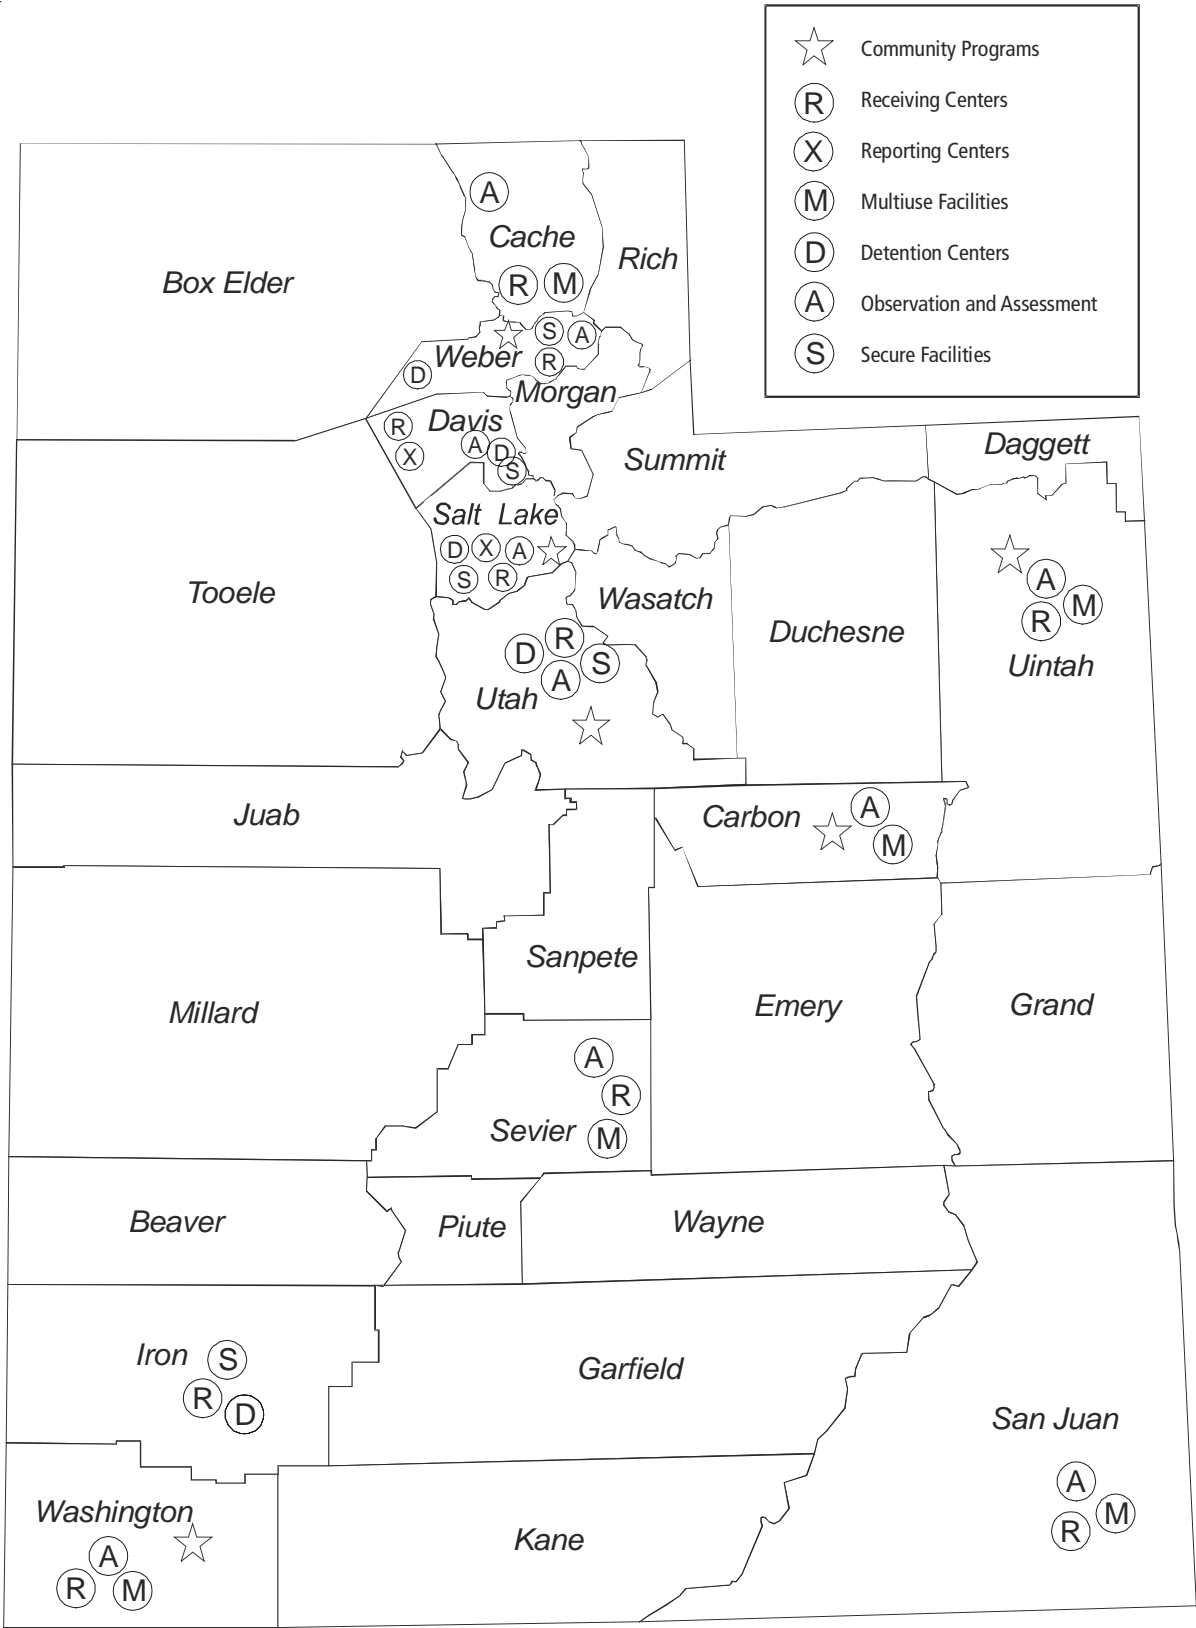 Community Programs
R Receiving Centers
X Reporting Centers
M Multiuse Facilities
D Detention Centers
A Observation and Assessment
S Secure Facilities
A
Cache
Rich
Box Elder
R M
S A
Weber R
D
Morgan
R Davis
X A D
S
Summit
Daggett
Salt Lake
D X A
S R
Tooele
Wasatch
Duchesne
A
M
R
Uintah
R
D S
A
Utah
Juab
Carbon A
M
Sanpete
Millard
Emery
Grand
A
R
Sevier M
Beaver
Piute
Wayne
Iron S
R D
Garfield
San Juan
A
M
R
Washington
A
R M
Kane